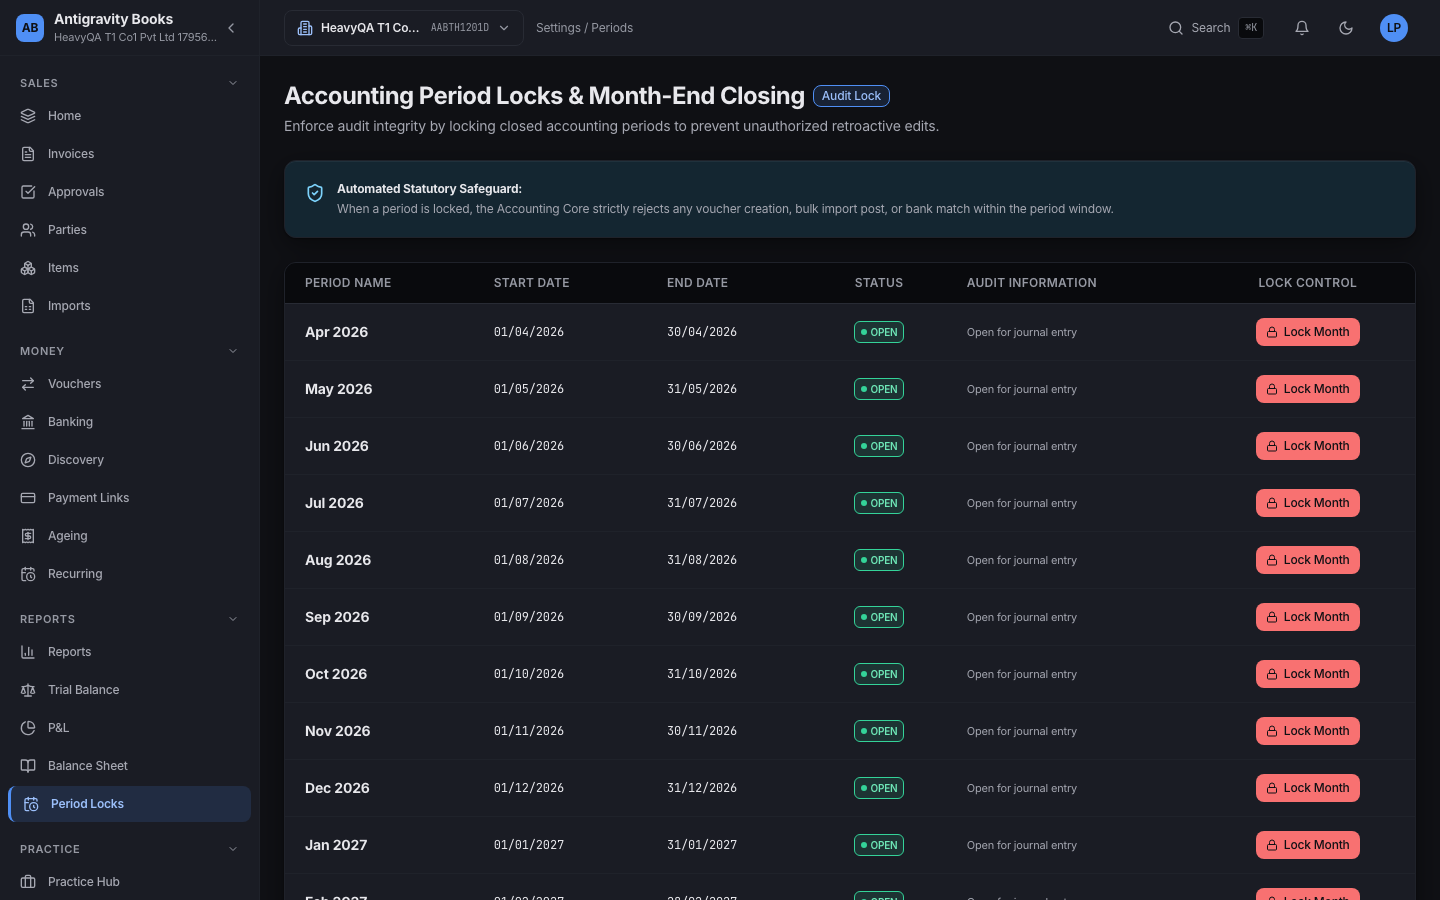 AB
Antigravity Books
HeavyQA T1 Co1 Pvt Ltd 17956...
HeavyQA T1 Co... AABTH1201D
Settings / Periods
Search ⌘K
LP
SALES
Home
Invoices
Approvals
Parties
Items
Imports
MONEY
Vouchers
Banking
Discovery
Payment Links
Ageing
Recurring
REPORTS
Reports
Trial Balance
P&L
Balance Sheet
Period Locks
PRACTICE
Practice Hub
Accounting Period Locks & Month-End Closing Audit Lock
Enforce audit integrity by locking closed accounting periods to prevent unauthorized retroactive edits.
Automated Statutory Safeguard:
When a period is locked, the Accounting Core strictly rejects any voucher creation, bulk import post, or bank match within the period window.
PERIOD NAME START DATE END DATE STATUS AUDIT INFORMATION LOCK CONTROL
Apr 2026 01/04/2026 30/04/2026 OPEN Open for journal entry Lock Month
May 2026 01/05/2026 31/05/2026 OPEN Open for journal entry Lock Month
Jun 2026 01/06/2026 30/06/2026 OPEN Open for journal entry Lock Month
Jul 2026 01/07/2026 31/07/2026 OPEN Open for journal entry Lock Month
Aug 2026 01/08/2026 31/08/2026 OPEN Open for journal entry Lock Month
Sep 2026 01/09/2026 30/09/2026 OPEN Open for journal entry Lock Month
Oct 2026 01/10/2026 31/10/2026 OPEN Open for journal entry Lock Month
Nov 2026 01/11/2026 30/11/2026 OPEN Open for journal entry Lock Month
Dec 2026 01/12/2026 31/12/2026 OPEN Open for journal entry Lock Month
Jan 2027 01/01/2027 31/01/2027 OPEN Open for journal entry Lock Month